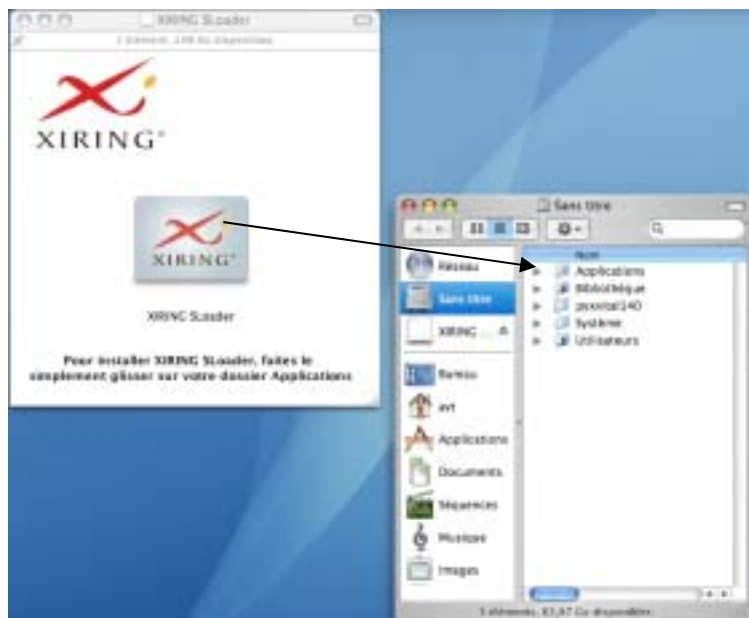 XIRING SLoader
XIRING®
XIRING®
XIRING SLoader
Pour installer XIRING SLoader, faites le
simplement glisser sur votre dossier Applications
Sans titre
Nom
Réseau
Applications
Bibliothèque
Sans titre
Système
XIRING ...
Utilisateurs
Bureau
Applications
Documents
Séquences
Musique
Images